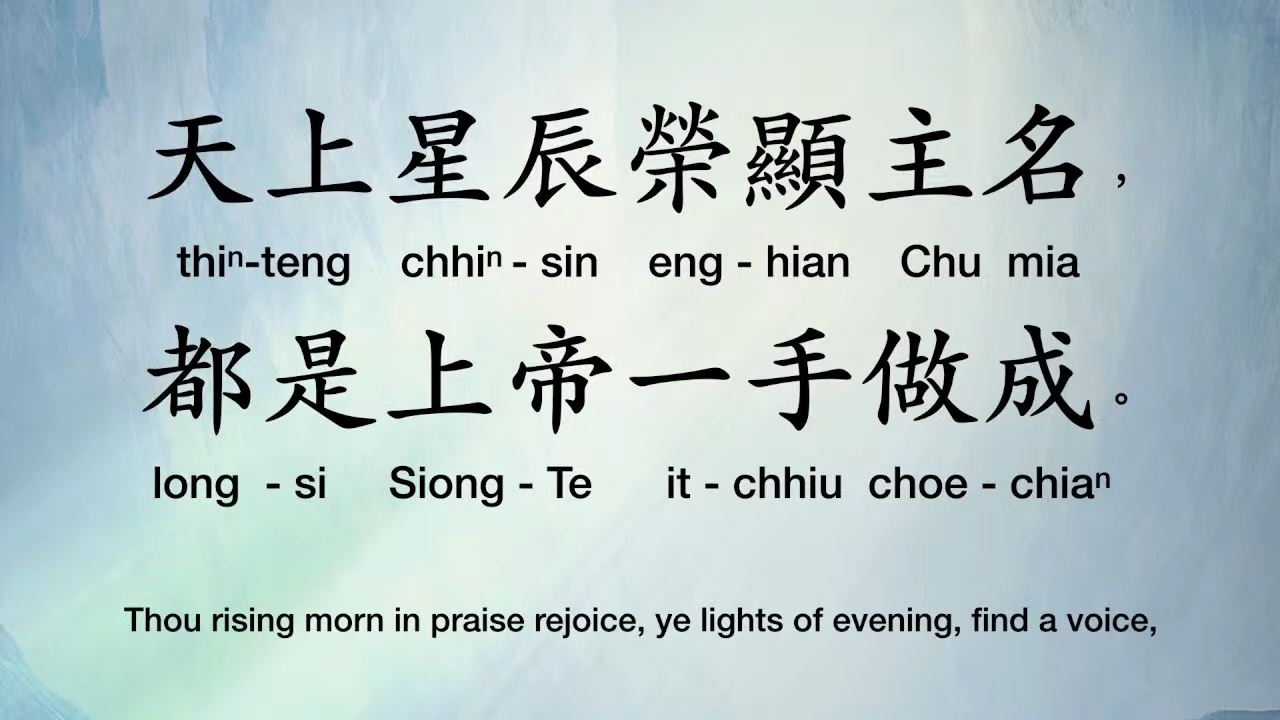 天上星辰榮顯主名，
thiⁿ-teng chhiⁿ - sin eng - hian Chu mia
都是上帝一手做成。
long - si Siong - Te it - chhiu choe - chiaⁿ
Thou rising morn in praise rejoice, ye lights of evening, find a voice,